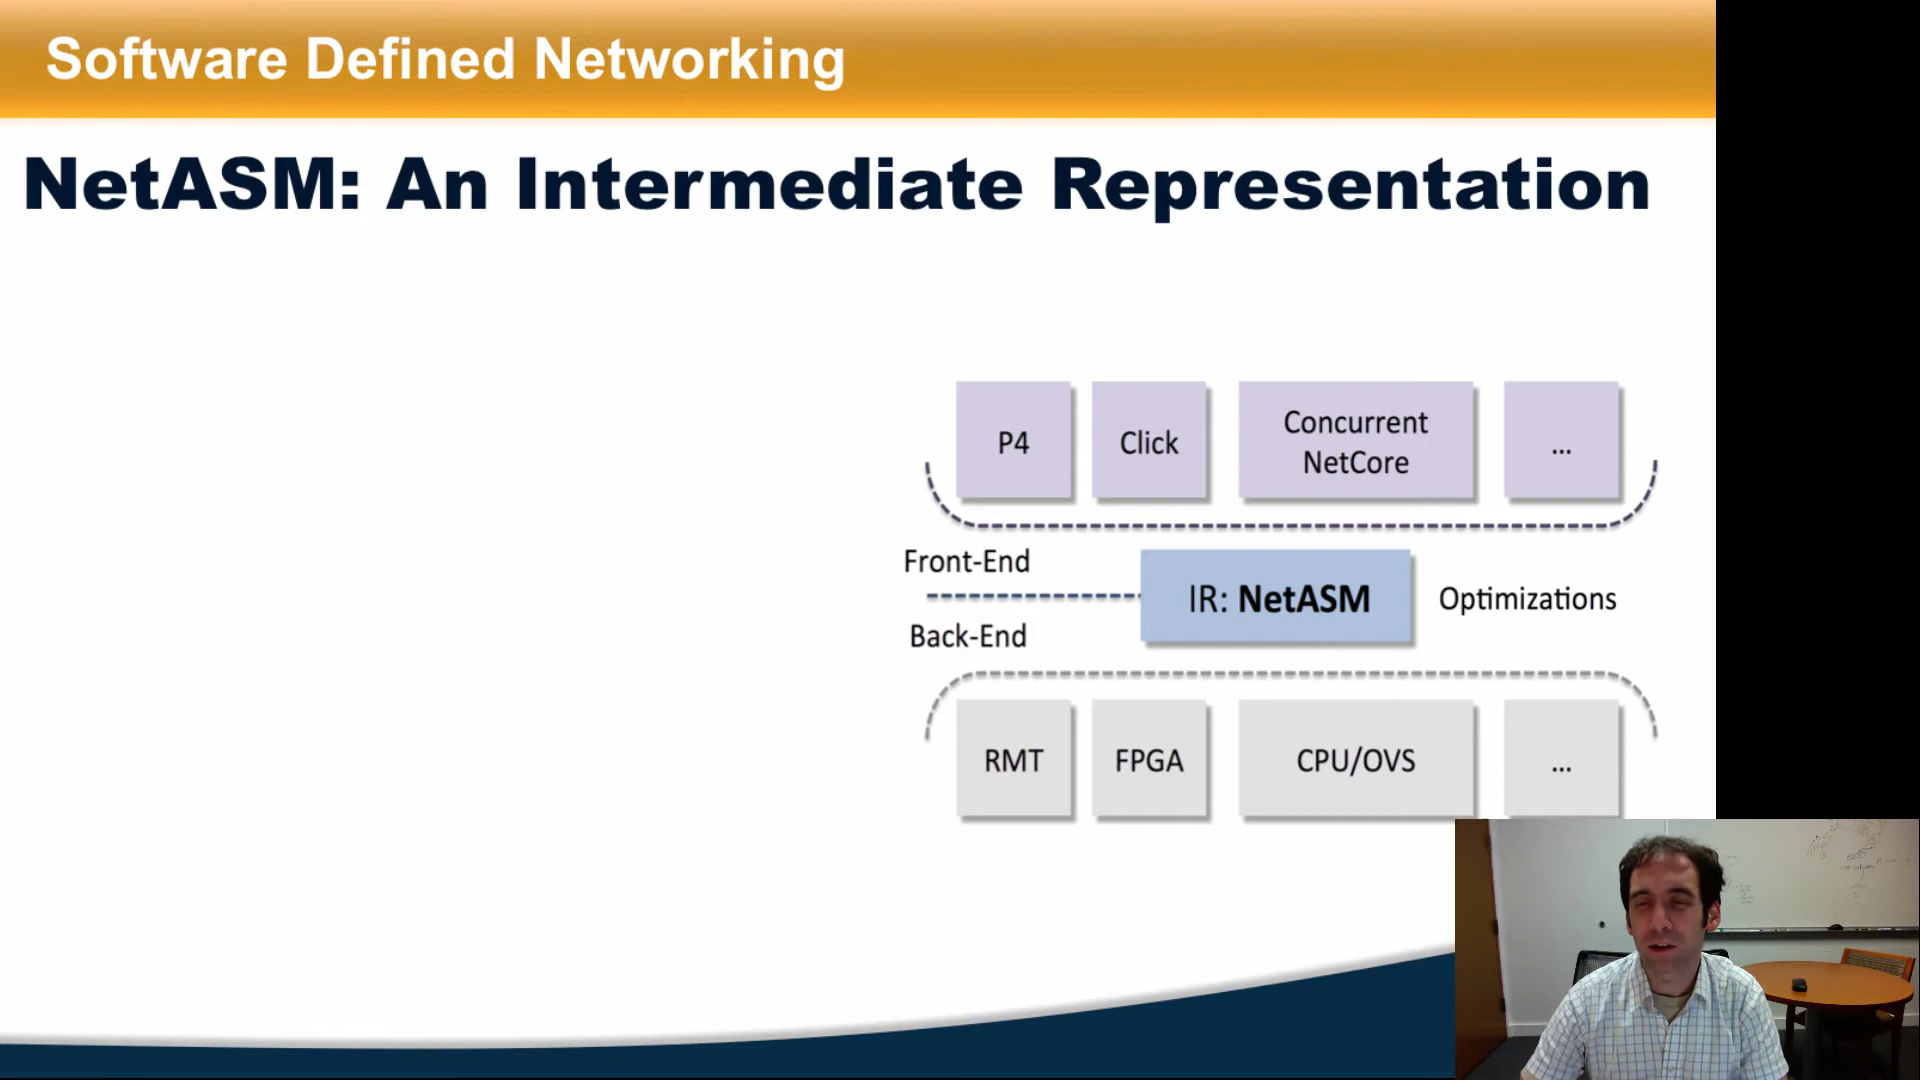 Software Defined Networking
NetASM: An Intermediate Representation
P4
Click
Concurrent
NetCore
...
Front-End
IR: NetASM
Optimizations
Back-End
RMT
FPGA
CPU/OVS
...